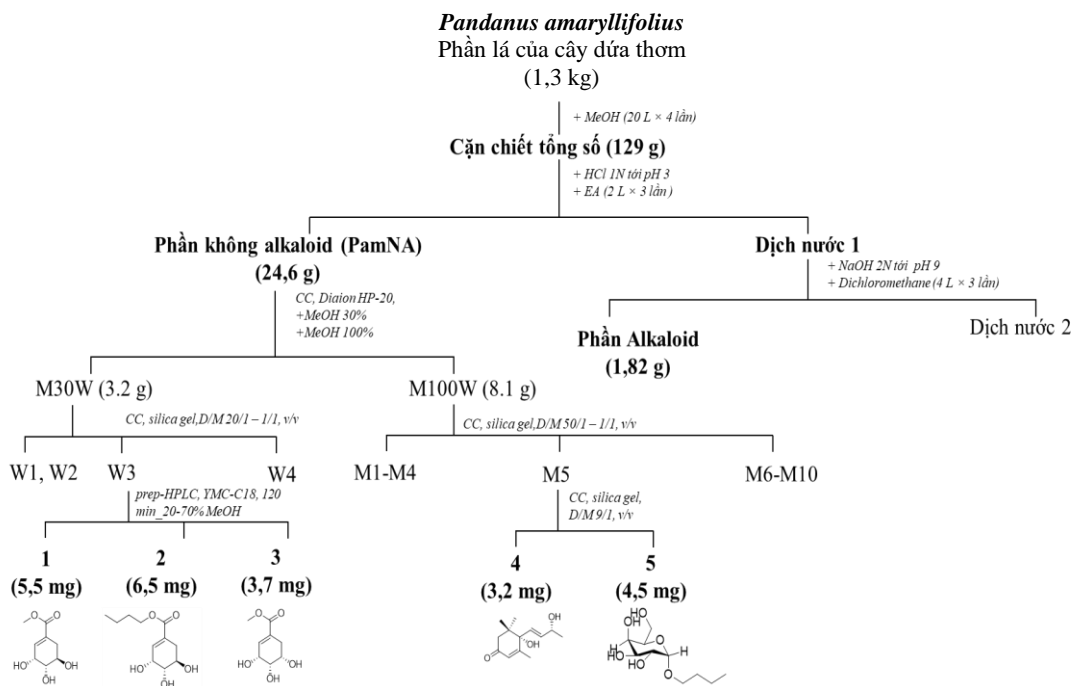 Pandanus amaryllifolius
Phần lá của cây dứa thơm
(1,3 kg)
+ MeOH (20 L × 4 lần)
Cặn chiết tổng số (129 g)
+ HCl 1N tới pH 3
+ EA (2 L × 3 lần)
Phần không alkaloid (PamNA)
(24,6 g)
Dịch nước 1
+ NaOH 2N tới pH 9
+ Dichloromethane (4 L × 3 lần)
CC, Diaion HP-20,
+MeOH 30%
+MeOH 100%
Phần Alkaloid
(1,82 g)
Dịch nước 2
M30W (3.2 g)
M100W (8.1 g)
CC, silica gel,D/M 20/1 – 1/1, v/v
CC, silica gel,D/M 50/1 – 1/1, v/v
W1, W2
W3
W4
M1-M4
M5
M6-M10
prep-HPLC, YMC-C18, 120
min_20-70% MeOH
CC, silica gel,
D/M 9/1, v/v
1
(5,5 mg)
2
(6,5 mg)
3
(3,7 mg)
4
(3,2 mg)
5
(4,5 mg)
O
O
HO
OH
OH
O
O
HO
OH
OH
O
O
HO
OH
OH
OH
OH
O
OH
HO
HO
HO
O
H
O